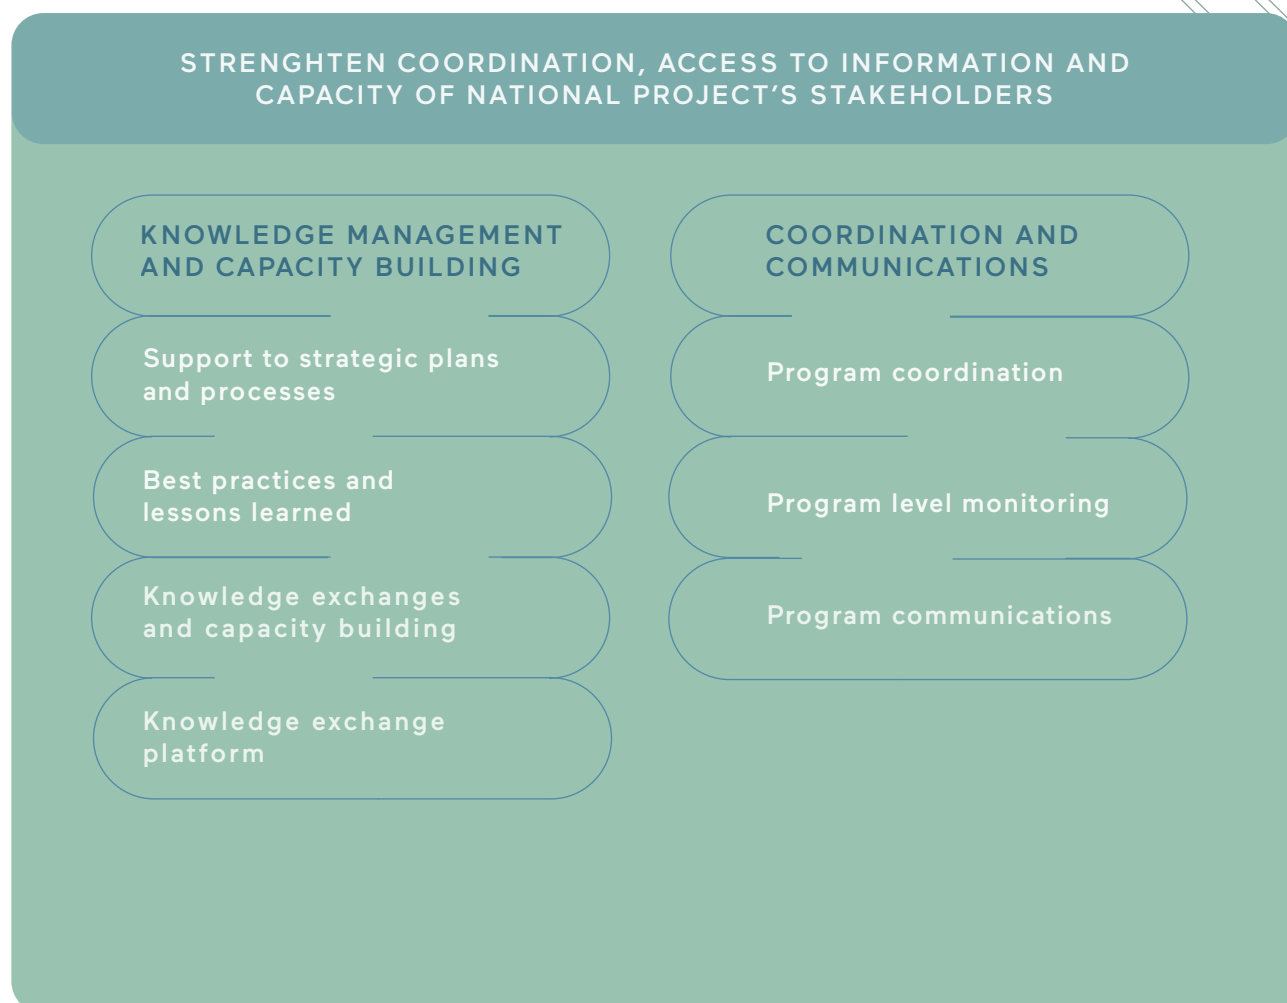 STRENGHTEN COORDINATION, ACCESS TO INFORMATION AND
CAPACITY OF NATIONAL PROJECT’S STAKEHOLDERS
KNOWLEDGE MANAGEMENT
AND CAPACITY BUILDING
Support to strategic plans
and processes
Best practices and
lessons learned
Knowledge exchanges
and capacity building
Knowledge exchange
platform
COORDINATION AND
COMMUNICATIONS
Program coordination
Program level monitoring
Program communications